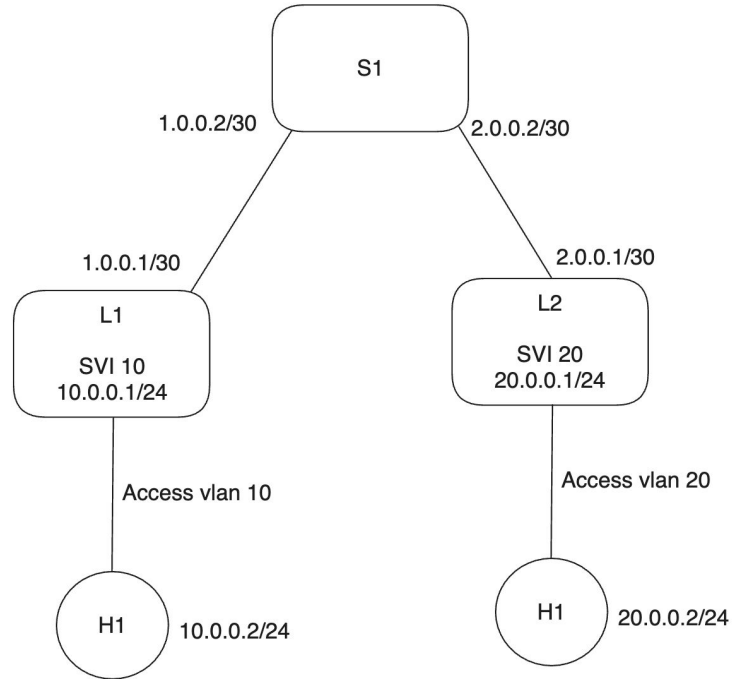 S1
1.0.0.2/30
2.0.0.2/30
1.0.0.1/30
2.0.0.1/30
L1
SVI 10
10.0.0.1/24
L2
SVI 20
20.0.0.1/24
Access vlan 10
Access vlan 20
H1
10.0.0.2/24
H1
20.0.0.2/24